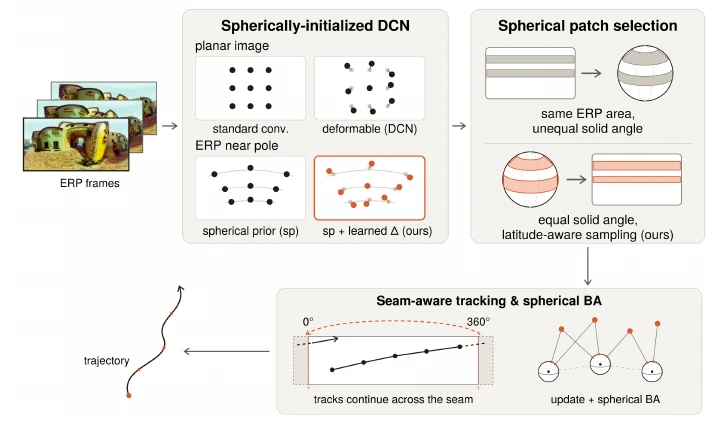 Spherically-initialized DCN
planar image
standard conv.
deformable (DCN)
ERP near pole
spherical prior (sp)
sp + learned Δ (ours)
ERP frames
Spherical patch selection
same ERP area,
unequal solid angle
equal solid angle,
latitude-aware sampling (ours)
Seam-aware tracking & spherical BA
0°
360°
tracks continue across the seam
update + spherical BA
trajectory